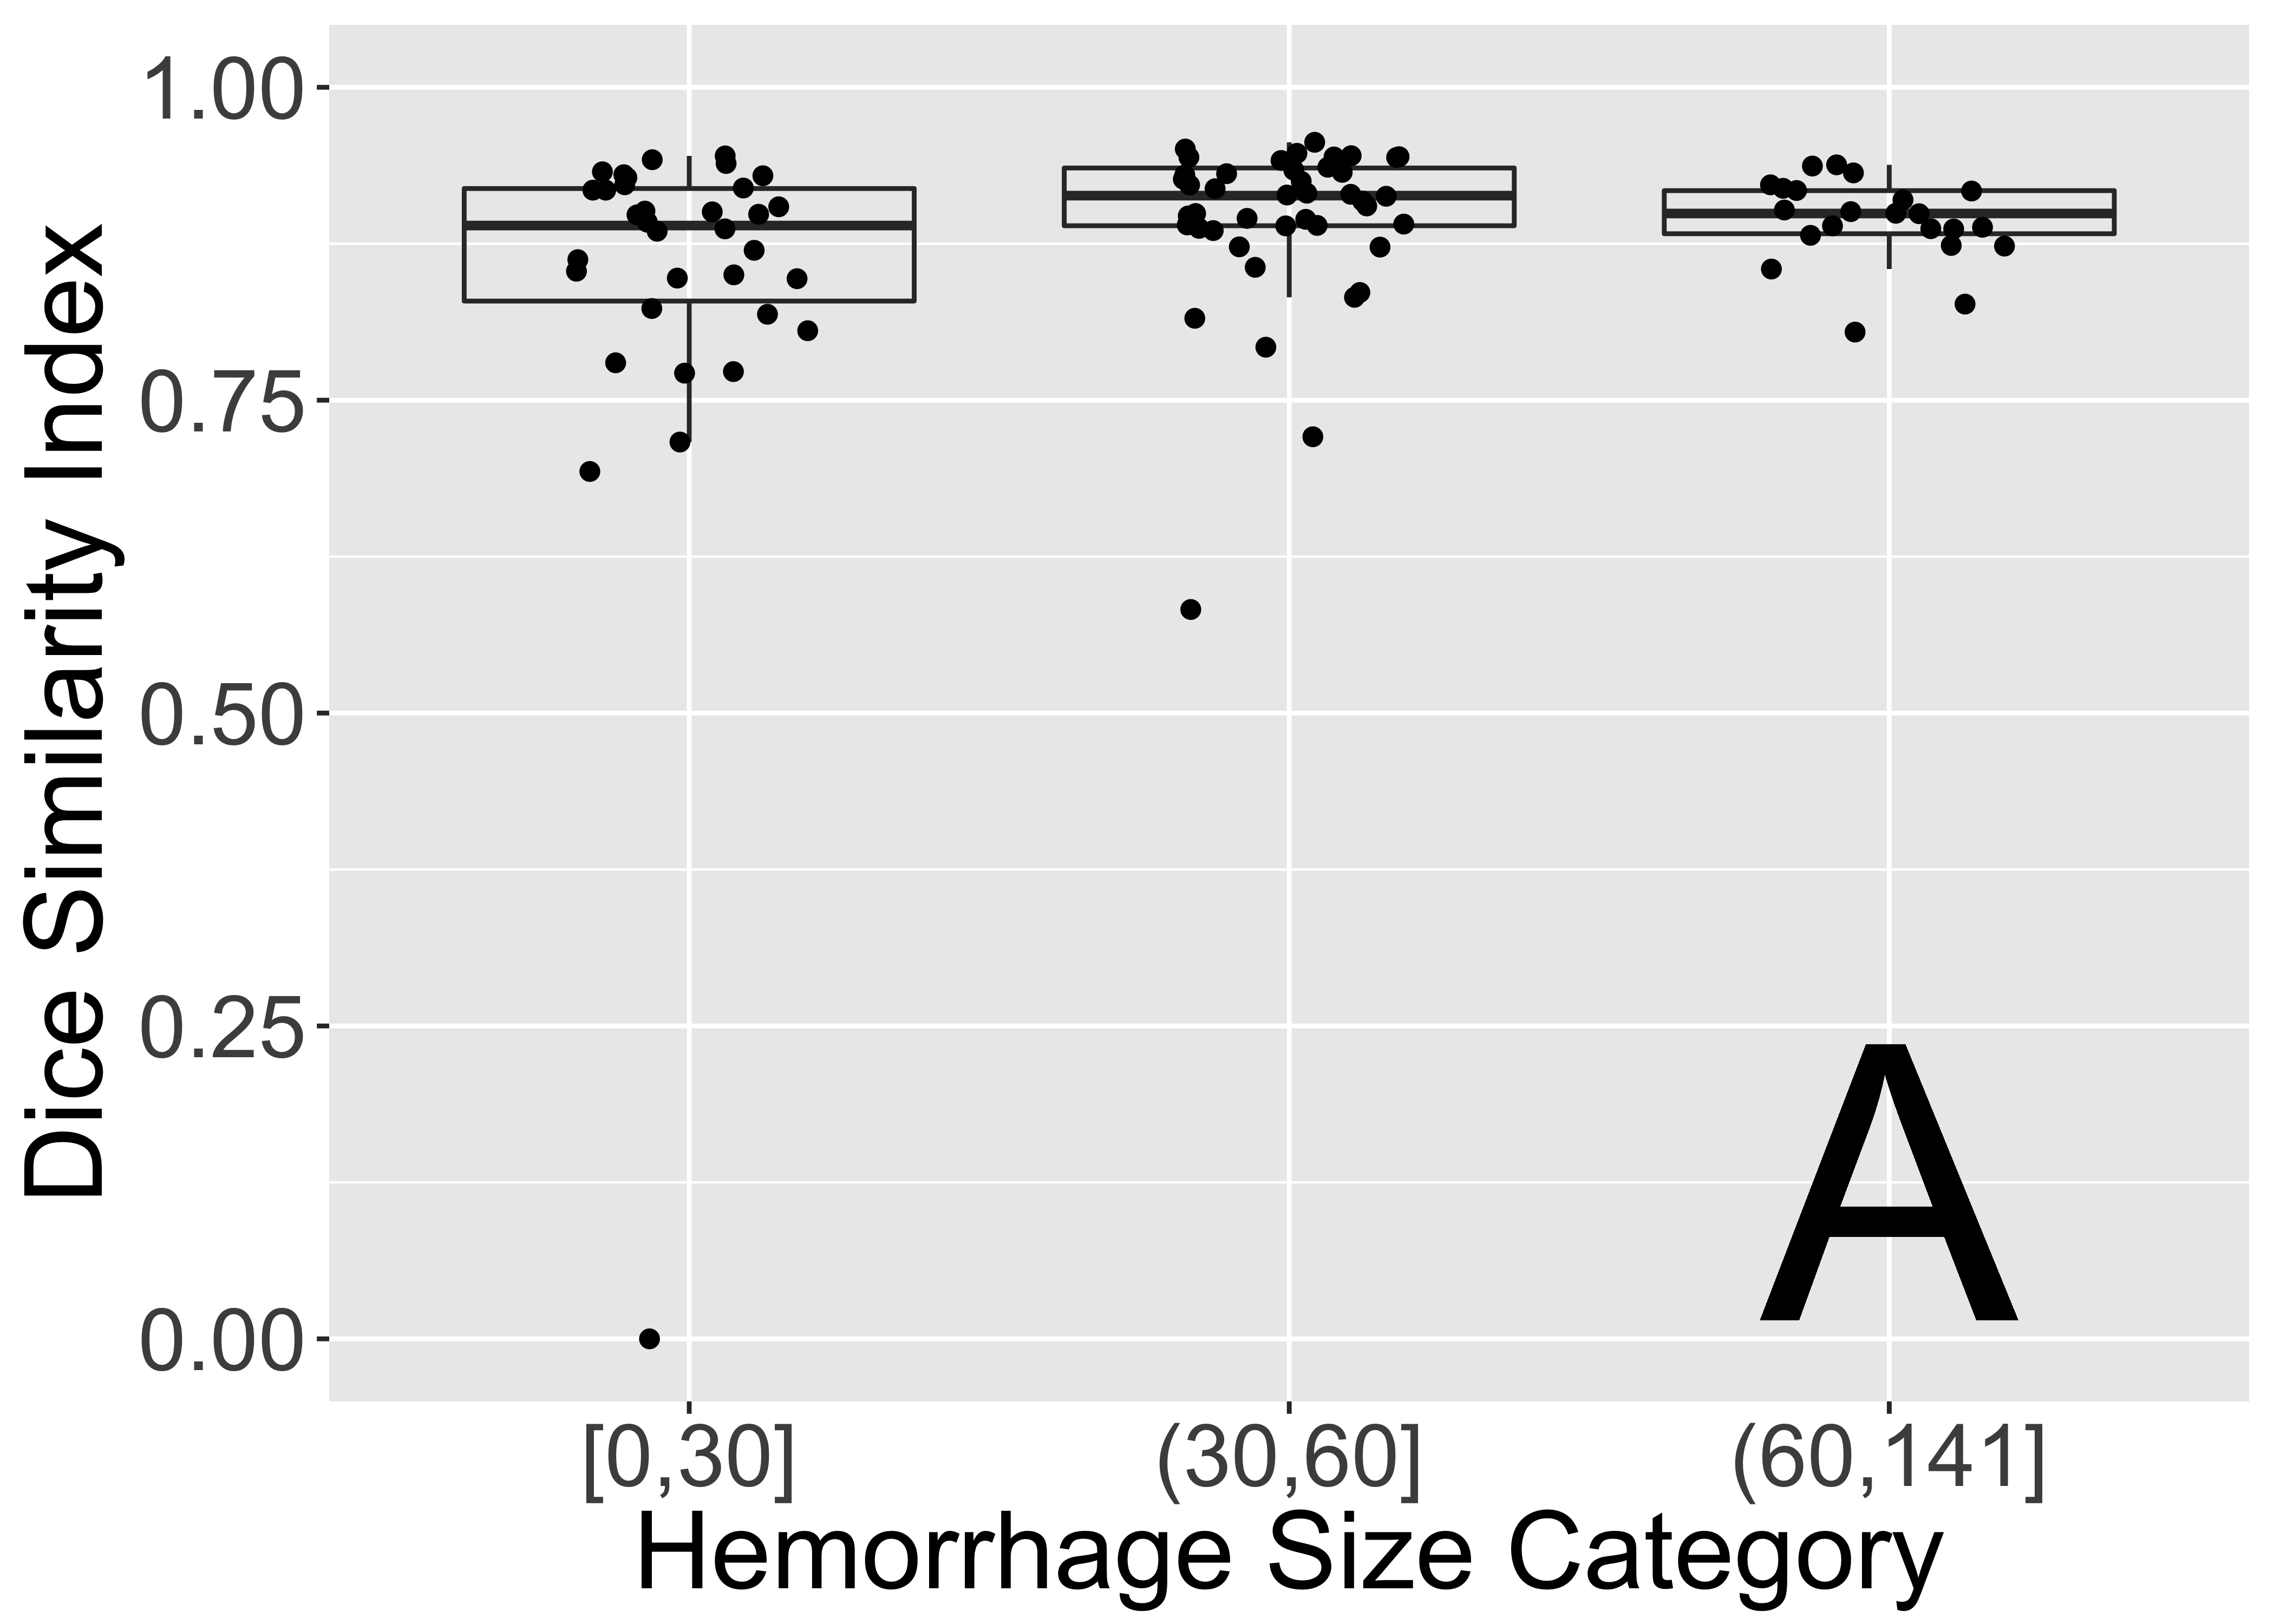 Dice Similarity Index
1.00
0.75
0.50
0.25
0.00
A
[0,30]
(30,60]
(60,141]
Hemorrhage Size Category